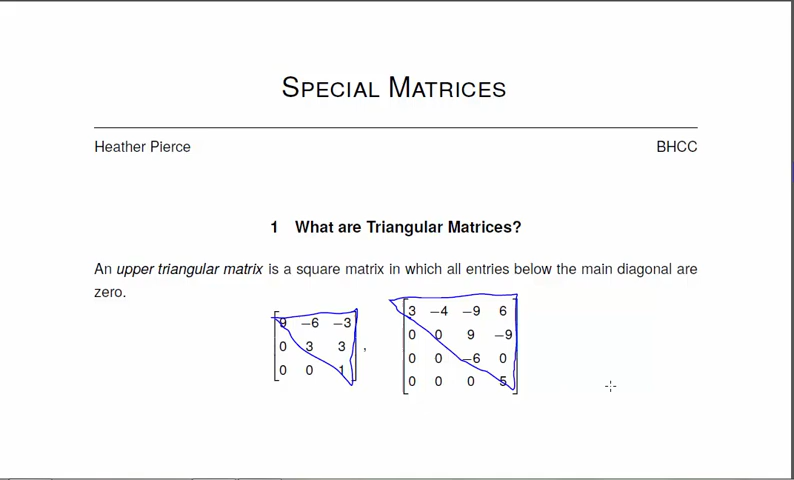 SPECIAL MATRICES
Heather Pierce BHCC
1 What are Triangular Matrices?
An upper triangular matrix is a square matrix in which all entries below the main diagonal are
zero.
9 −6 −3
0 3 3
0 0 1
,
3 −4 −9 6
0 0 9 −9
0 0 −6 0
0 0 0 5